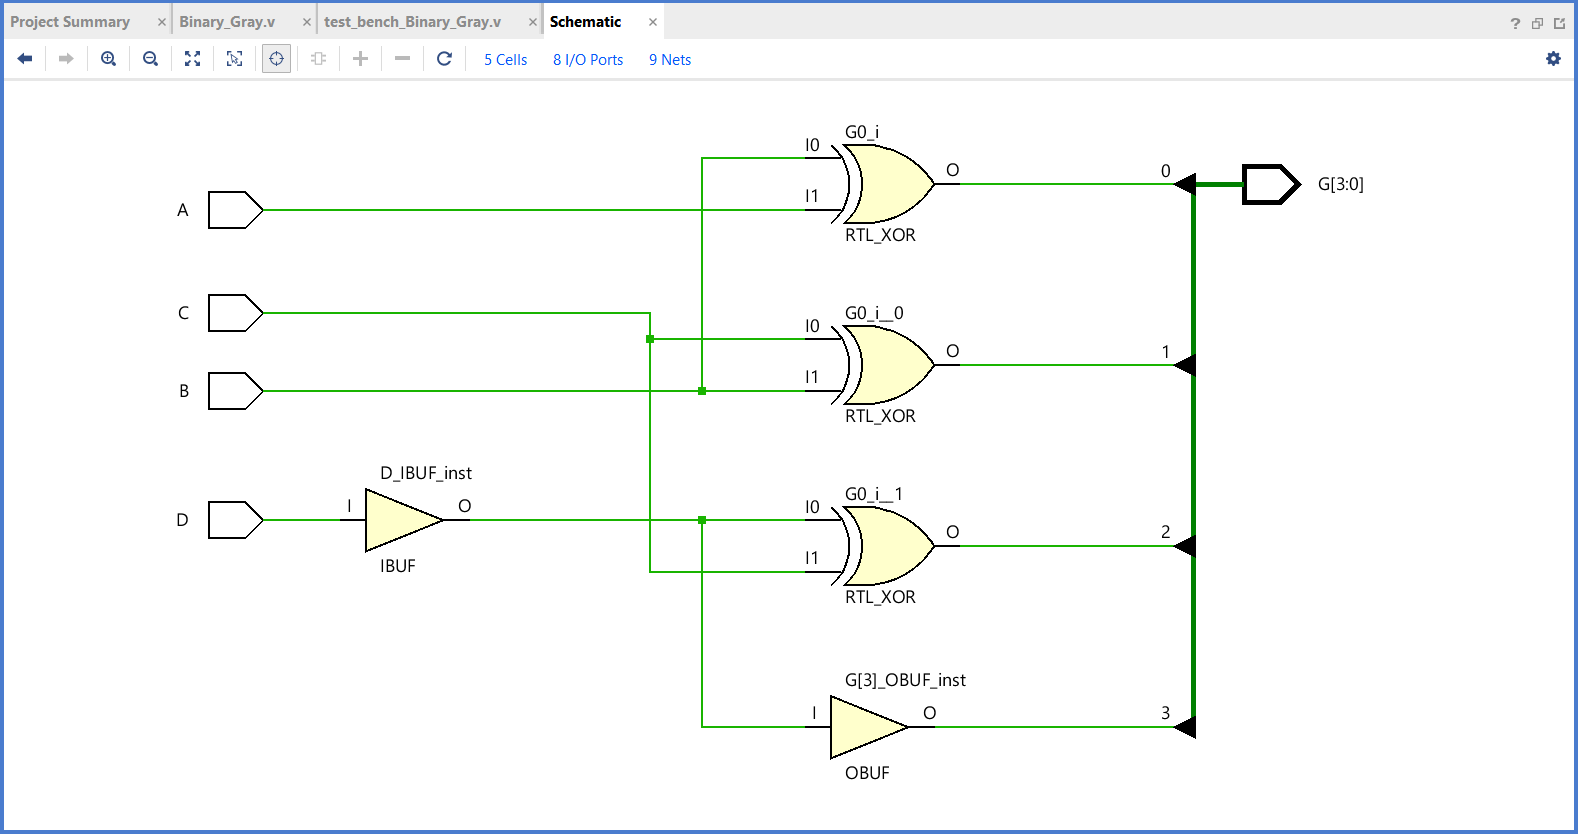 Project Summary × Binary_Gray.v × test_bench_Binary_Gray.v × Schematic × ?
5 Cells 8 I/O Ports 9 Nets
G0_i
I0 O 0
A I1 G[3:0]
RTL_XOR
C G0_i__0
I0 O 1
B I1
RTL_XOR
D_IBUF_inst
D I O
IBUF
G0_i__1
I0 O 2
I1
RTL_XOR
G[3]_OBUF_inst
I O 3
OBUF